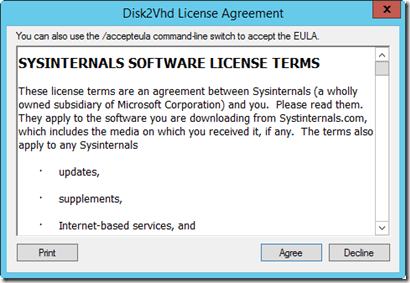 Disk2Vhd License Agreement
You can also use the /accepteula command-line switch to accept the EULA.
SYSINTERNALS SOFTWARE LICENSE TERMS
These license terms are an agreement between Sysinternals (a wholly
owned subsidiary of Microsoft Corporation) and you. Please read them.
They apply to the software you are downloading from Systinternals.com,
which includes the media on which you received it, if any. The terms also
apply to any Sysinternals
· updates,
· supplements,
· Internet-based services, and
Print Agree Decline